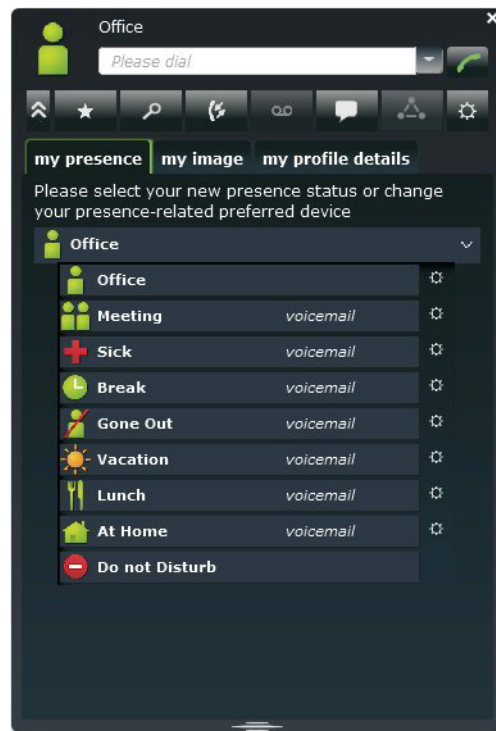 Office
Please dial
my presence my image my profile details
Please select your new presence status or change
your presence-related preferred device
Office
Office
Meeting voicemail
Sick voicemail
Break voicemail
Gone Out voicemail
Vacation voicemail
Lunch voicemail
At Home voicemail
Do not Disturb